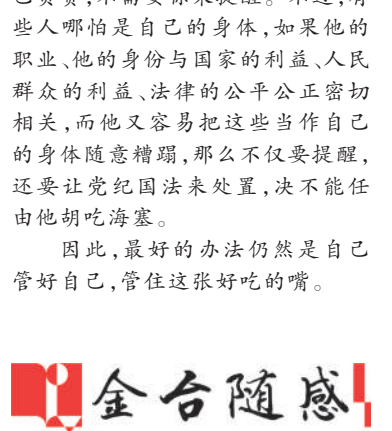 些人哪怕是自己的身体,如果他的
职业、他的身份与国家的利益、人民
群众的利益、法律的公平公正密切
相关,而他又容易把这些当作自己
的身体随意糟蹋,那么不仅要提醒,
还要让党纪国法来处置,决不能任
由他胡吃海塞。
因此,最好的办法仍然是自己
管好自己,管住这张好吃的嘴。
金台随感